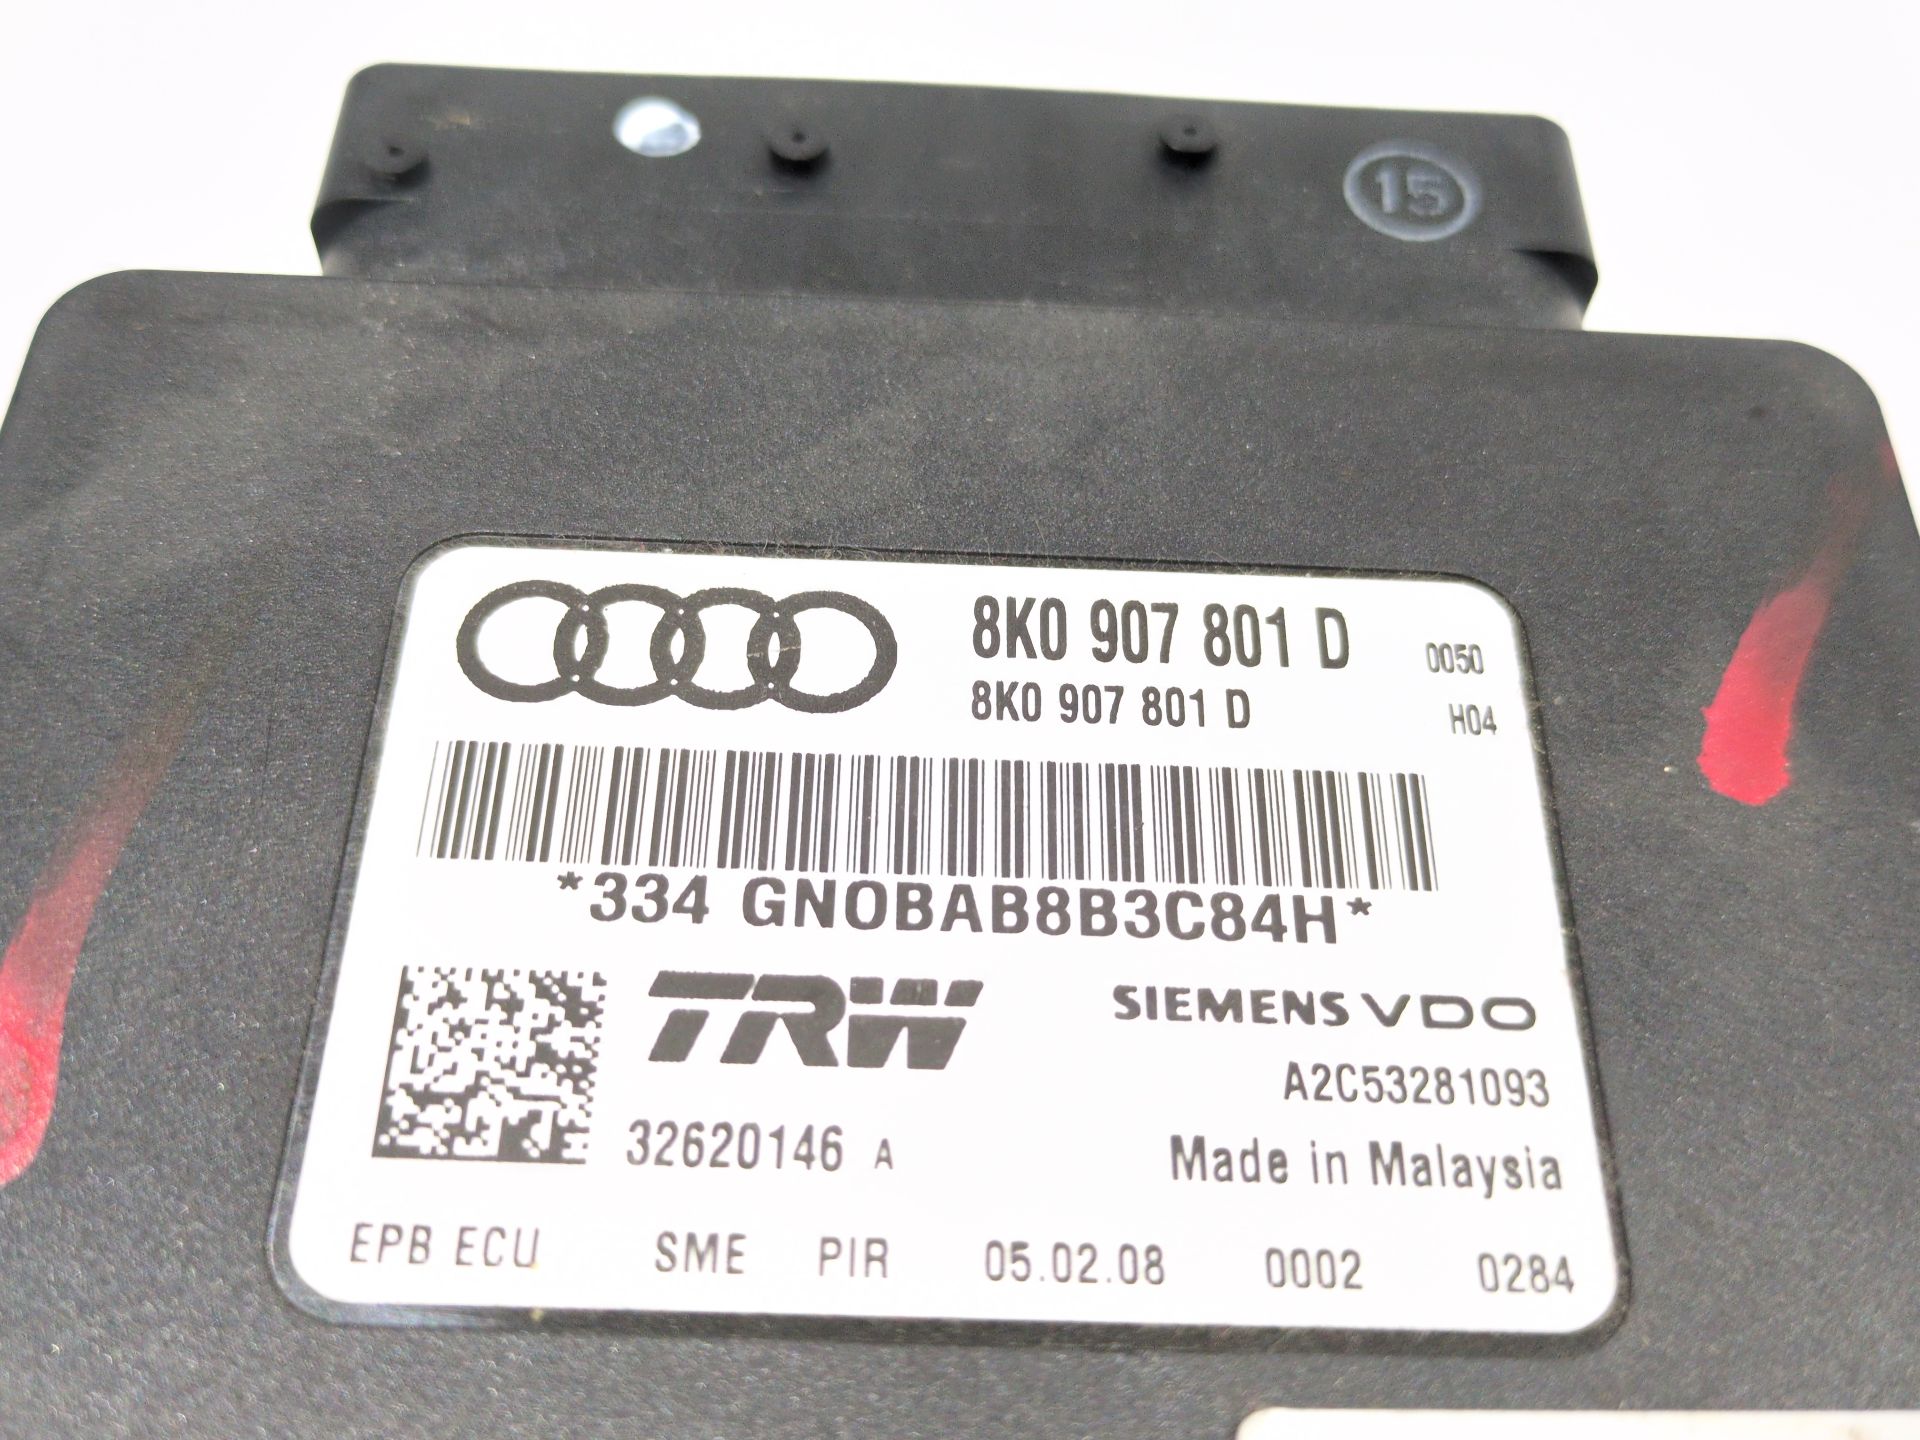 15
8K0 907 801 D 0050
8K0 907 801 D H04
*334 GN0BAB8B3C84H*
TRW SIEMENS VDO
A2C53281093
32620146 A Made in Malaysia
EPB ECU SME PIR 05.02.08 0002 0284